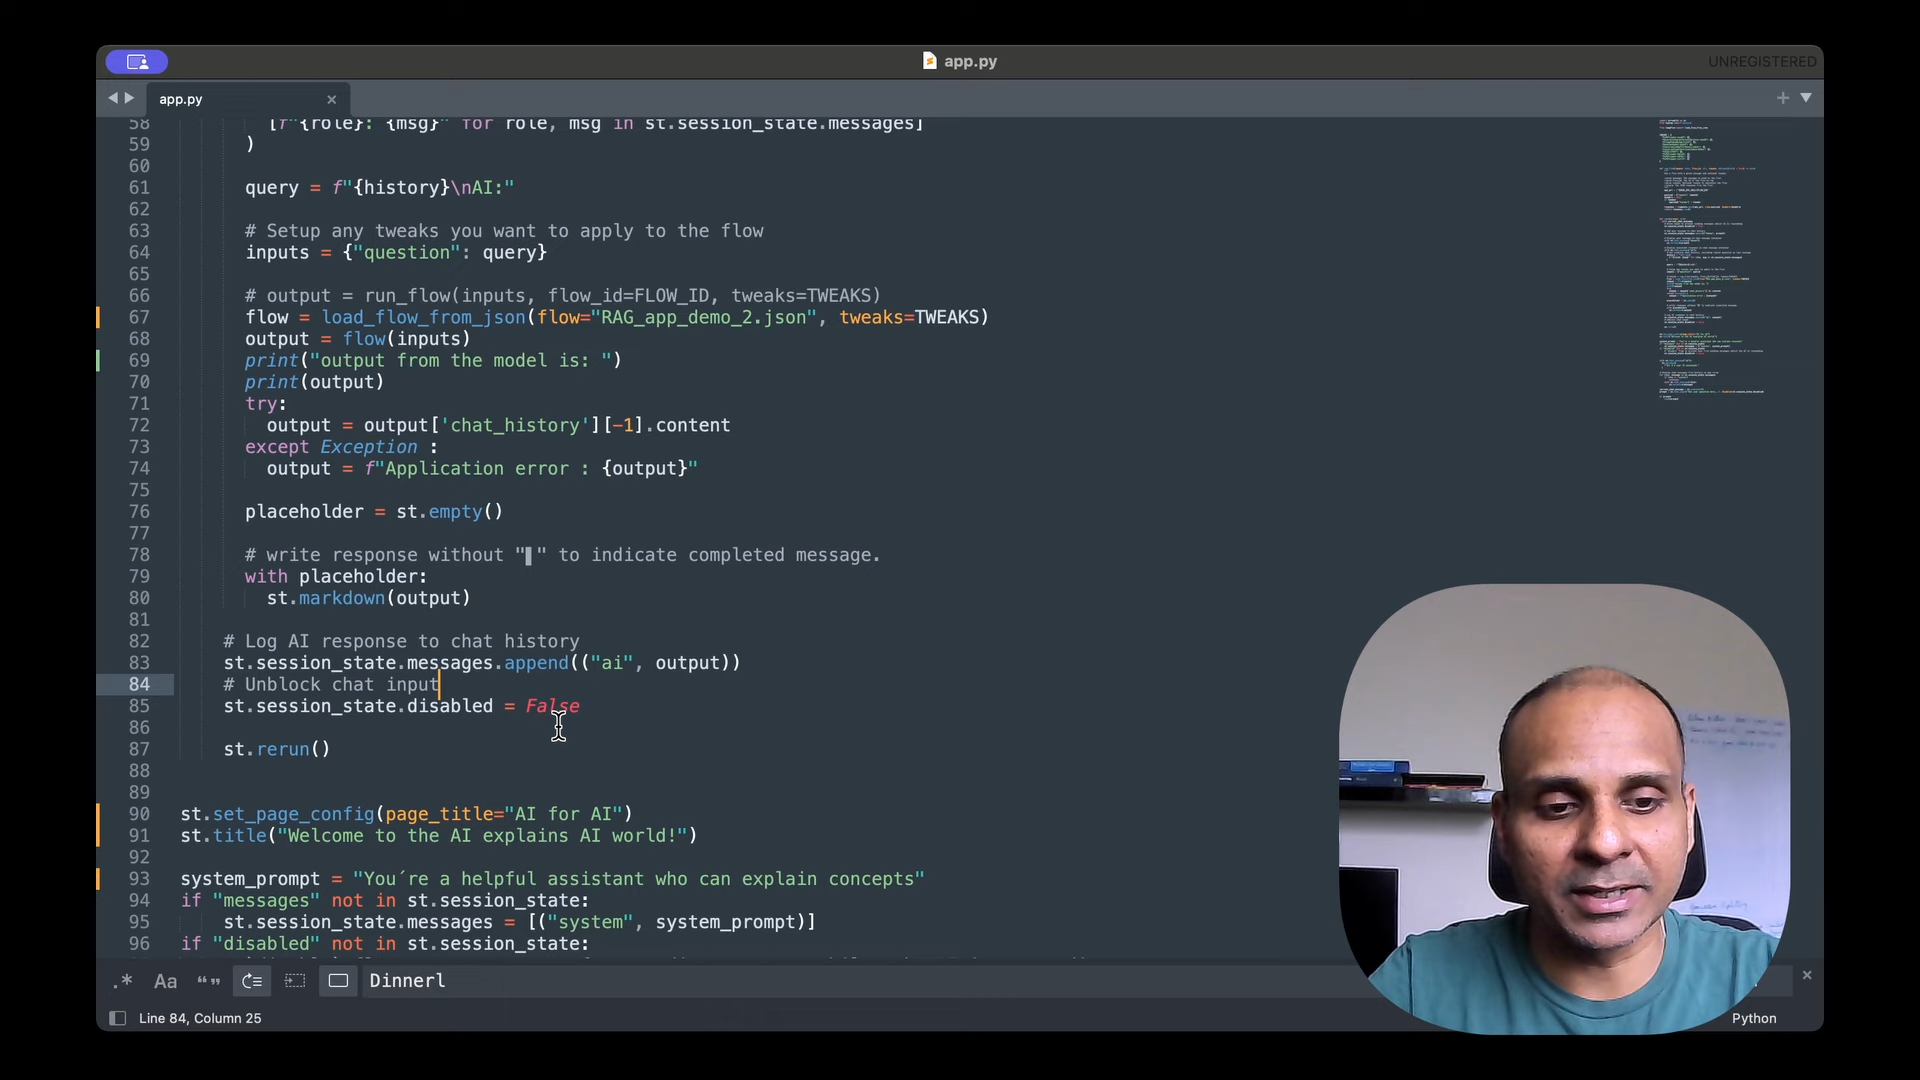 app.py
UNREGISTERED
app.py
58 [f"{role}: {msg}" for role, msg in st.session_state.messages]
59 )
60
61 query = f"{history}\nAI:"
62
63 # Setup any tweaks you want to apply to the flow
64 inputs = {"question": query}
65
66 # output = run_flow(inputs, flow_id=FLOW_ID, tweaks=TWEAKS)
67 flow = load_flow_from_json(flow="RAG_app_demo_2.json", tweaks=TWEAKS)
68 output = flow(inputs)
69 print("output from the model is: ")
70 print(output)
71 try:
72 output = output['chat_history'][-1].content
73 except Exception :
74 output = f"Application error : {output}"
75
76 placeholder = st.empty()
77
78 # write response without "▌" to indicate completed message.
79 with placeholder:
80 st.markdown(output)
81
82 # Log AI response to chat history
83 st.session_state.messages.append(("ai", output))
84 # Unblock chat input
85 st.session_state.disabled = False
86
87 st.rerun()
88
89
90 st.set_page_config(page_title="AI for AI")
91 st.title("Welcome to the AI explains AI world!")
92
93 system_prompt = "You´re a helpful assistant who can explain concepts"
94 if "messages" not in st.session_state:
95 st.session_state.messages = [("system", system_prompt)]
96 if "disabled" not in st.session_state:
.* Aa “” Dinnerl
Line 84, Column 25
Python